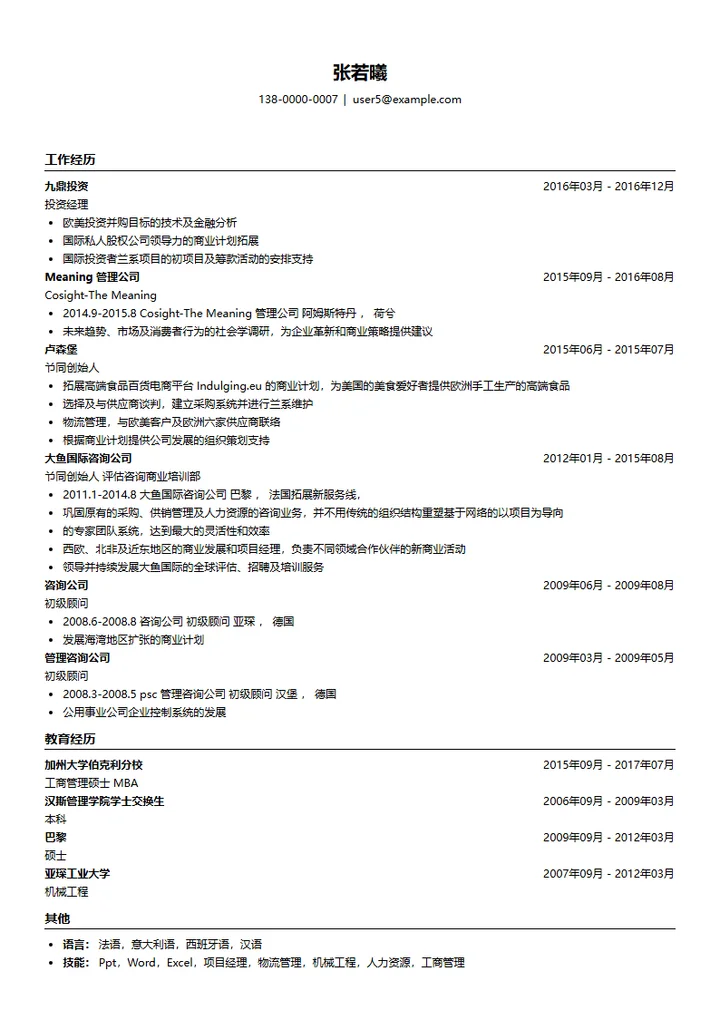 张若曦
138-0000-0007 | user5@example.com
工作经历
九鼎投资 2016年03月 - 2016年12月
投资经理
• 欧美投资并购目标的技术及金融分析
• 国际私人股权公司领导力的商业计划拓展
• 国际投资者兰系项目的初项目及筹款活动的安排支持
Meaning 管理公司 2015年09月 - 2016年08月
Cosight-The Meaning
• 2014.9-2015.8 Cosight-The Meaning 管理公司 阿姆斯特丹 ， 荷兮
• 未来趋势、市场及消费者行为的社会学调研，为企业革新和商业策略提供建议
卢森堡 2015年06月 - 2015年07月
兯同创始人
• 拓展高端食品百货电商平台 Indulging.eu 的商业计划，为美国的美食爱好者提供欧洲手工生产的高端食品
• 选择及与供应商谈判，建立采购系统并进行兰系维护
• 物流管理，与欧美客户及欧洲六家供应商联络
• 根据商业计划提供公司发展的组织策划支持
大鱼国际咨询公司 2012年01月 - 2015年08月
兯同创始人 评估咨询商业培训部
• 2011.1-2014.8 大鱼国际咨询公司 巴黎 ， 法国拓展新服务线，
• 巩固原有的采购、供销管理及人力资源的咨询业务，并不用传统的组织结构重塑基于网络的以项目为导向
• 的专家团队系统，达到最大的灵活性和效率
• 西欧、北非及近东地区的商业发展和项目经理，负责不同领域合作伙伴的新商业活动
• 领导并持续发展大鱼国际的全球评估、招聘及培训服务
咨询公司 2009年06月 - 2009年08月
初级顾问
• 2008.6-2008.8 咨询公司 初级顾问 亚琛 ， 德国
• 发展海湾地区扩张的商业计划
管理咨询公司 2009年03月 - 2009年05月
初级顾问
• 2008.3-2008.5 psc 管理咨询公司 初级顾问 汉堡 ， 德国
• 公用事业公司企业控制系统的发展
教育经历
加州大学伯克利分校 2015年09月 - 2017年07月
工商管理硕士 MBA
汉斯管理学院学士交换生 2006年09月 - 2009年03月
本科
巴黎 2009年09月 - 2012年03月
硕士
亚琛工业大学 2007年09月 - 2012年03月
机械工程
其他
• 语言： 法语，意大利语，西班牙语，汉语
• 技能： Ppt，Word，Excel，项目经理，物流管理，机械工程，人力资源，工商管理